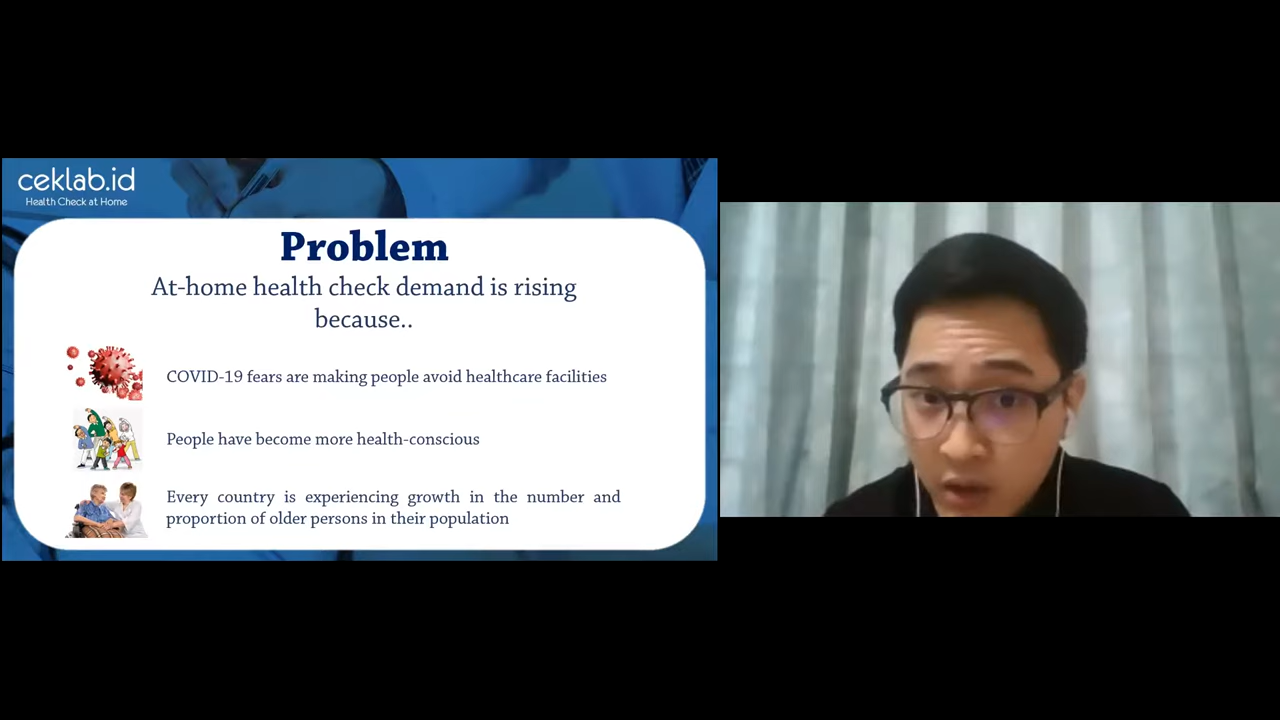 ceklab.id
Health Check at Home
Problem
At-home health check demand is rising
because..
COVID-19 fears are making people avoid healthcare facilities
People have become more health-conscious
Every country is experiencing growth in the number and
proportion of older persons in their population